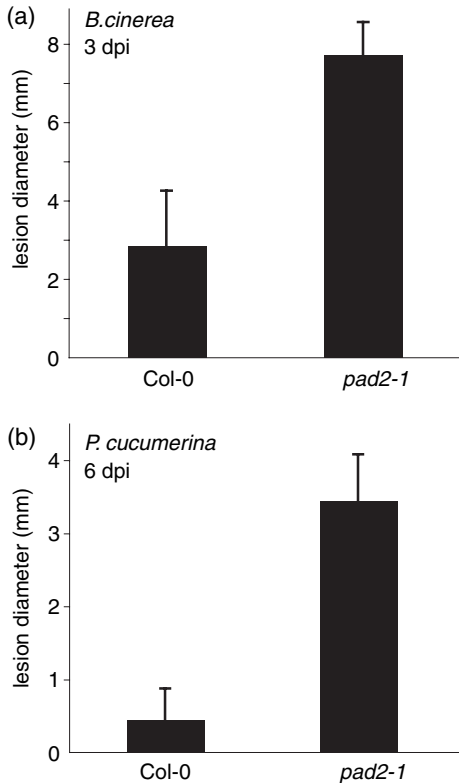 (a)
B.cinerea
3 dpi
lesion diameter (mm)
8
6
4
2
0
Col-0
pad2-1
(b)
P. cucumerina
6 dpi
lesion diameter (mm)
4
3
2
1
0
Col-0
pad2-1